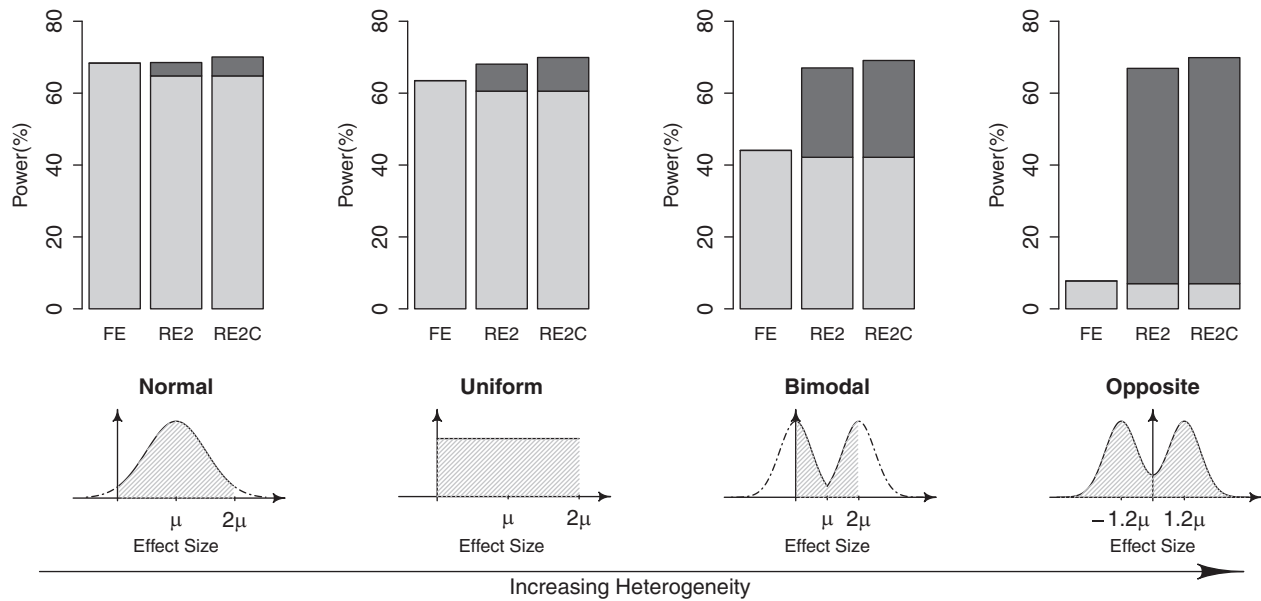 Power(%)
80
60
40
20
0
FE RE2 RE2C
Power(%)
80
60
40
20
0
FE RE2 RE2C
Power(%)
80
60
40
20
0
FE RE2 RE2C
Power(%)
80
60
40
20
0
FE RE2 RE2C
Normal
μ 2μ
Effect Size
Uniform
μ 2μ
Effect Size
Bimodal
μ 2μ
Effect Size
Opposite
−1.2μ 1.2μ
Effect Size
Increasing Heterogeneity